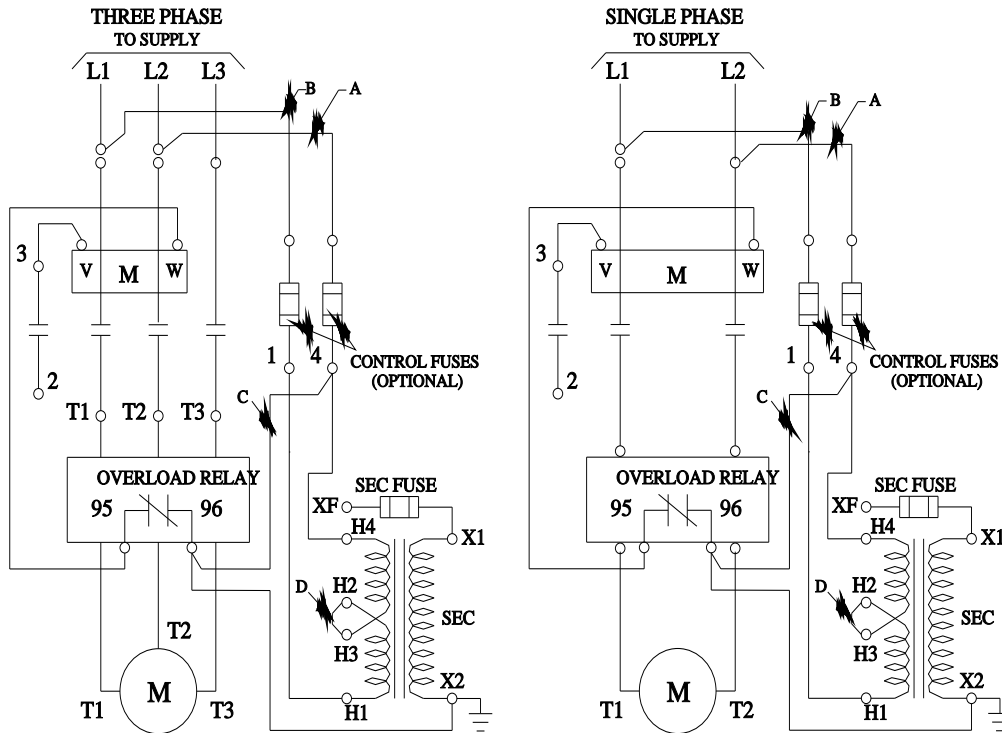 THREE PHASE
TO SUPPLY
L1 L2 L3
B A
3
V M W
1 4
CONTROL FUSES
(OPTIONAL)
2
T1 T2 T3
C
OVERLOAD RELAY
95 96
XF SEC FUSE
H4 X1
D H2
H3 SEC
T2
M
T1 T3
X2
H1
SINGLE PHASE
TO SUPPLY
L1 L2
B A
3
V M W
1 4
CONTROL FUSES
(OPTIONAL)
2
C
OVERLOAD RELAY
95 96
XF SEC FUSE
H4 X1
D H2
H3 SEC
M
T1 T2
X2
H1